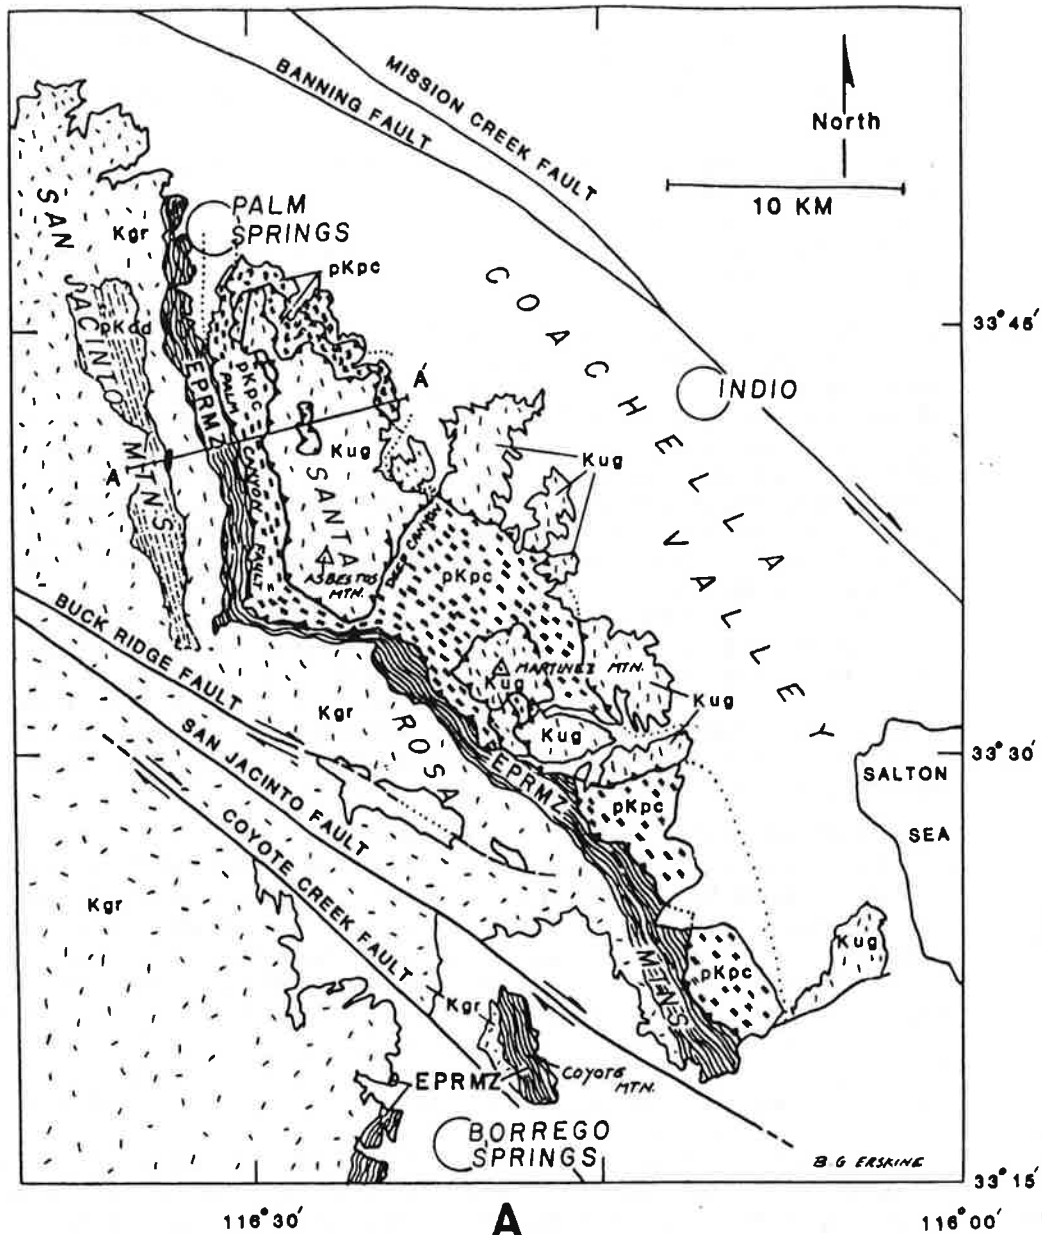 MISSION CREEK FAULT
BANNING FAULT
North
10 KM
PALM
SPRINGS
Kgr
pKpc
SAN JACINTO MTNS
pKdd
COACHELLA
VALLEY
33°45'
INDIO
EPRMZ
pKpc
PALM CANYON FAULT
A'
A
Kug
Kug
SANTA
ROSA
MTNS
DEEP CANYON
ASBESTOS
MTN.
pKpc
MARTINEZ MTN.
Kug
Kug
Kug
BUCK RIDGE FAULT
SAN JACINTO FAULT
COYOTE CREEK FAULT
Kgr
EPRMZ
33°30'
SALTON
SEA
pKpc
Kgr
Kug
pKpc
Kgr
EPRMZ
COYOTE
MTN.
BORREGO
SPRINGS
B G ERSKINE
33°15'
116°30'
A
116°00'